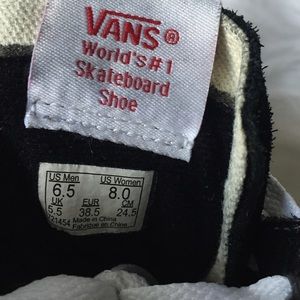 VANS®
World's #1
Skateboard
Shoe
US Men US Women
6.5 8.0
UK EUR CM
5.5 38.5 24.5
21454 Made in China
Fabriqué en Chine